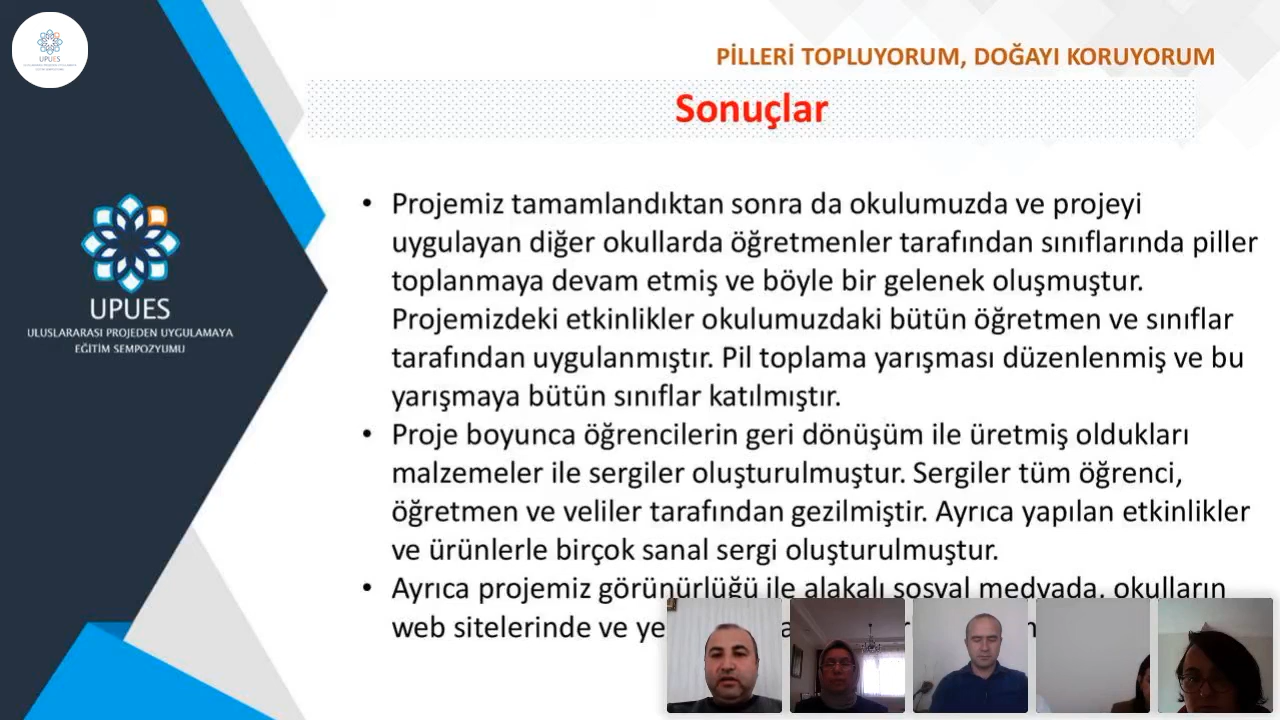 UPUES
PİLLERİ TOPLUYORUM, DOĞAYI KORUYORUM
Sonuçlar
UPUES
ULUSLARARASI PROJEDEN UYGULAMAYA
EĞİTİM SEMPOZYUMU
• Projemiz tamamlandıktan sonra da okulumuzda ve projeyi
uygulayan diğer okullarda öğretmenler tarafından sınıflarında piller
toplanmaya devam etmiş ve böyle bir gelenek oluşmuştur.
Projemizdeki etkinlikler okulumuzdaki bütün öğretmen ve sınıflar
tarafından uygulanmıştır. Pil toplama yarışması düzenlenmiş ve bu
yarışmaya bütün sınıflar katılmıştır.
• Proje boyunca öğrencilerin geri dönüşüm ile üretmiş oldukları
malzemeler ile sergiler oluşturulmuştur. Sergiler tüm öğrenci,
öğretmen ve veliler tarafından gezilmiştir. Ayrıca yapılan etkinlikler
ve ürünlerle birçok sanal sergi oluşturulmuştur.
• Ayrıca projemiz görünürlüğü ile alakalı sosyal medyada, okulların
web sitelerinde ve